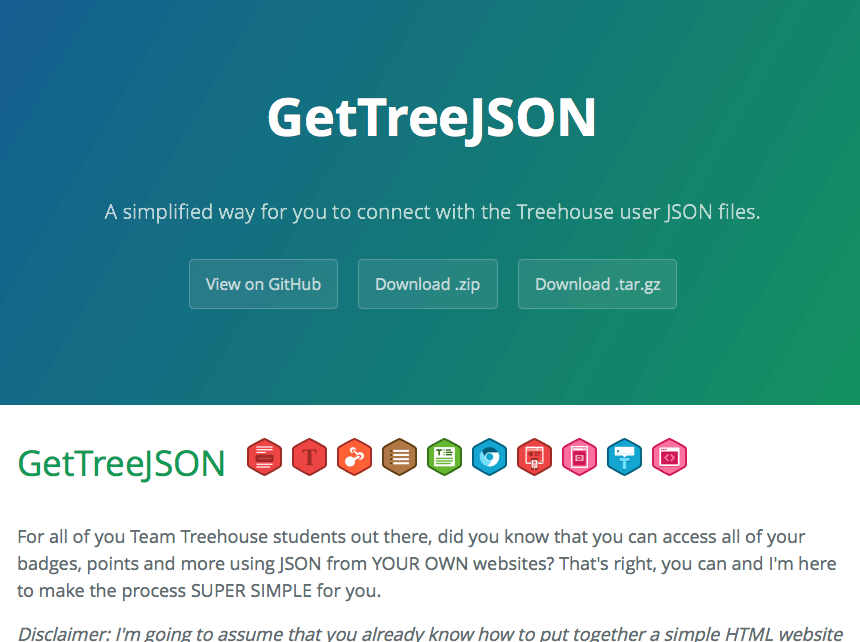 GetTreeJSON
A simplified way for you to connect with the Treehouse user JSON files.
View on GitHub
Download .zip
Download .tar.gz
GetTreeJSON
For all of you Team Treehouse students out there, did you know that you can access all of your
badges, points and more using JSON from YOUR OWN websites? That's right, you can and I'm here
to make the process SUPER SIMPLE for you.
Disclaimer: I'm going to assume that you already know how to put together a simple HTML website